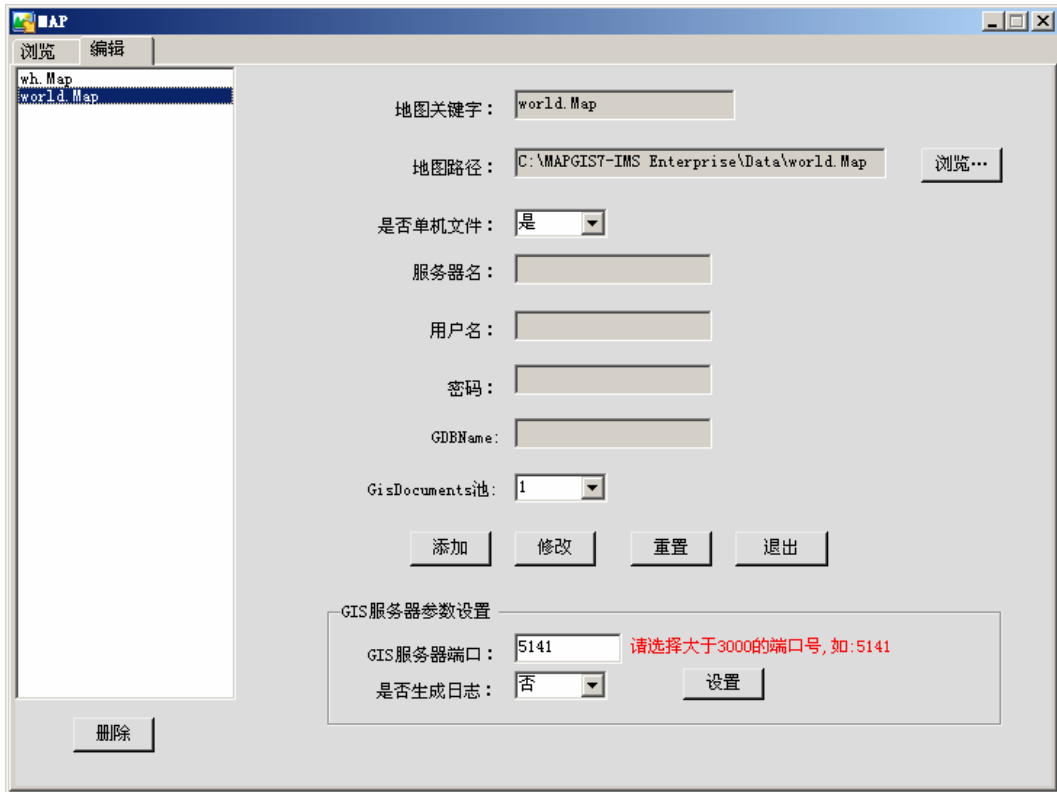 MAP
浏览 编辑
wh.Map
world.Map
地图关键字： world.Map
地图路径： C:\MAPGIS7-IMS Enterprise\Data\world.Map 浏览…
是否单机文件： 是
服务器名：
用户名：
密码：
GDBName:
GisDocuments池: 1
添加 修改 重置 退出
GIS服务器参数设置
GIS服务器端口： 5141 请选择大于3000的端口号,如:5141
是否生成日志： 否 设置
删除